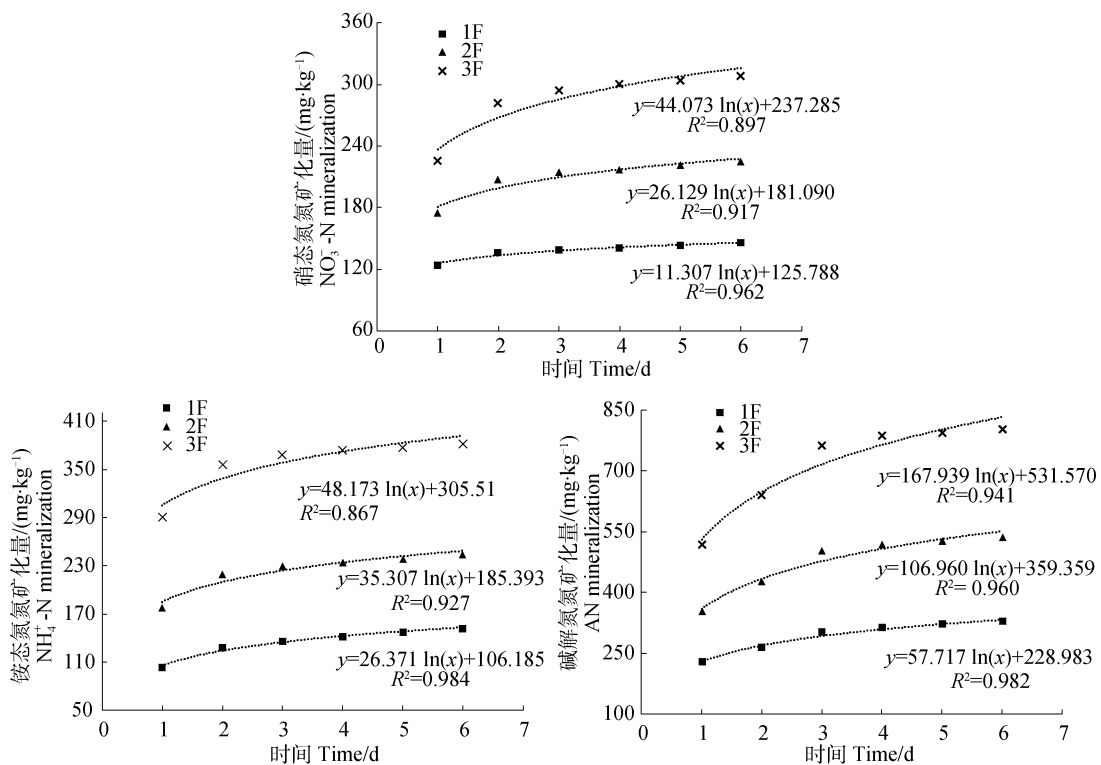 硝态氮氮矿化量/(mg·kg⁻¹)
NO₃⁻-N mineralization
360
300
240
180
120
60
1F
2F
3F
y=44.073 ln(x)+237.285
R²=0.897
y=26.129 ln(x)+181.090
R²=0.917
y=11.307 ln(x)+125.788
R²=0.962
0 1 2 3 4 5 6 7
时间 Time/d
铵态氮氮矿化量/(mg·kg⁻¹)
NH₄⁺-N mineralization
410
350
290
230
170
110
50
1F
2F
3F
y=48.173 ln(x)+305.51
R²=0.867
y=35.307 ln(x)+185.393
R²=0.927
y=26.371 ln(x)+106.185
R²=0.984
0 1 2 3 4 5 6 7
时间 Time/d
碱解氮氮矿化量/(mg·kg⁻¹)
AN mineralization
850
700
550
400
250
100
1F
2F
3F
y=167.939 ln(x)+531.570
R²=0.941
y=106.960 ln(x)+359.359
R²= 0.960
y=57.717 ln(x)+228.983
R²=0.982
0 1 2 3 4 5 6 7
时间 Time/d